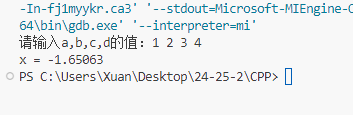 -In-fj1myykr.ca3' '--stdout=Microsoft-MIEngine-O
64\bin\gdb.exe' '--interpreter=mi'
请输入a,b,c,d的值：1 2 3 4
x = -1.65063
PS C:\Users\Xuan\Desktop\24-25-2\CPP>